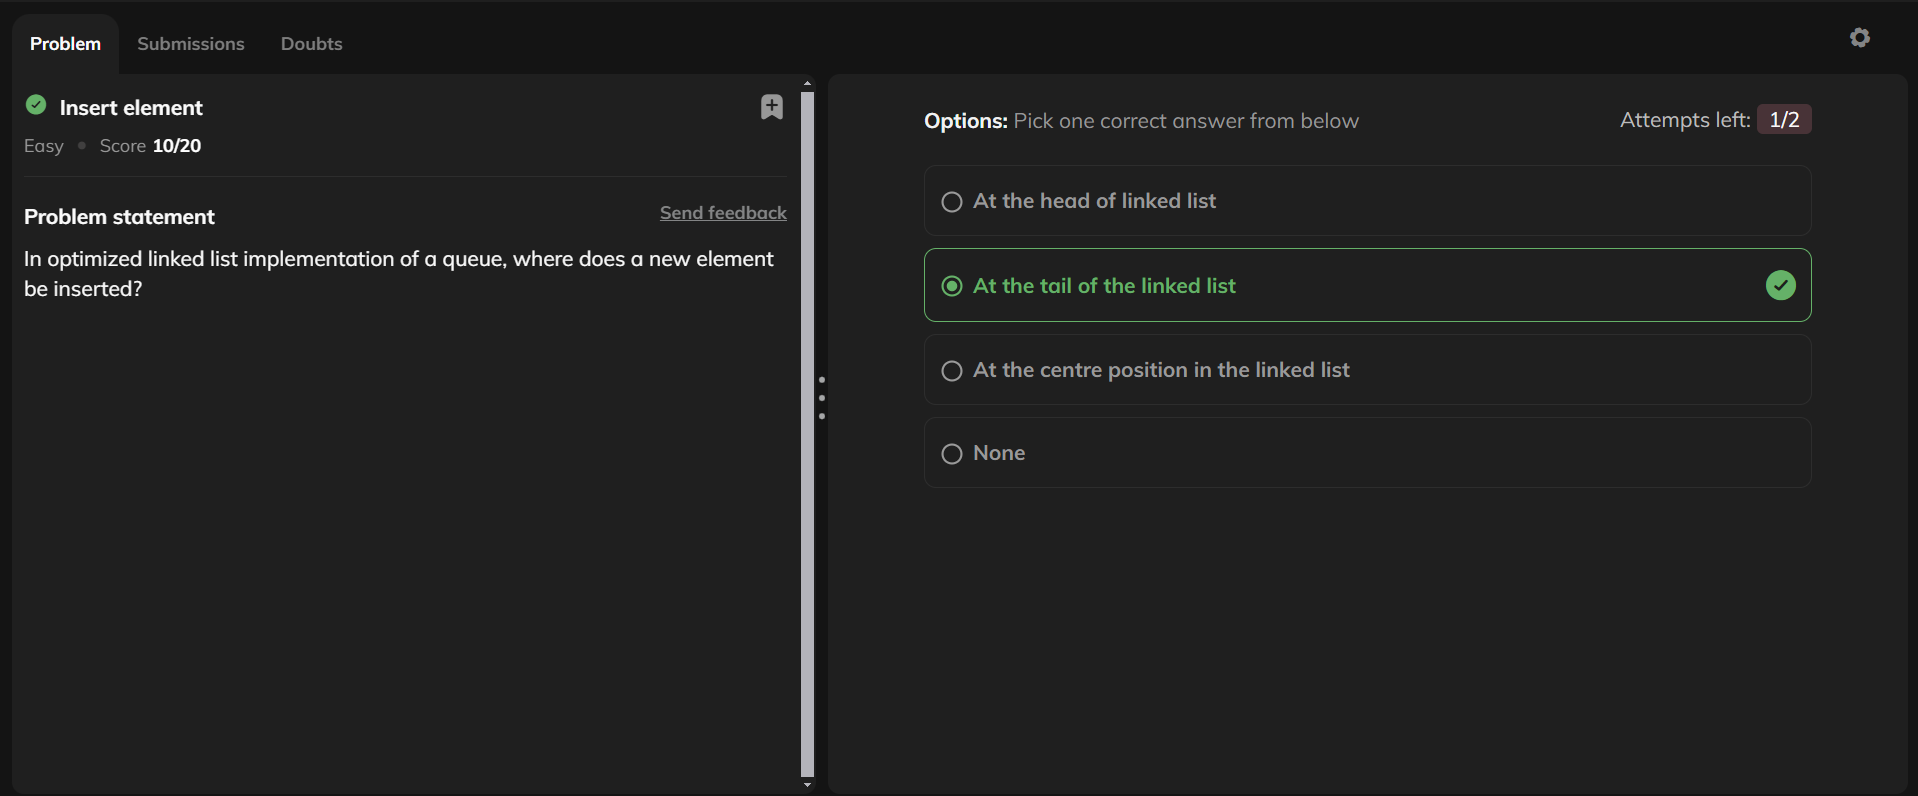 Problem
Submissions
Doubts
Insert element
Easy
Score 10/20
Problem statement
Send feedback
In optimized linked list implementation of a queue, where does a new element
be inserted?
Options: Pick one correct answer from below
Attempts left: 1/2
At the head of linked list
At the tail of the linked list
At the centre position in the linked list
None